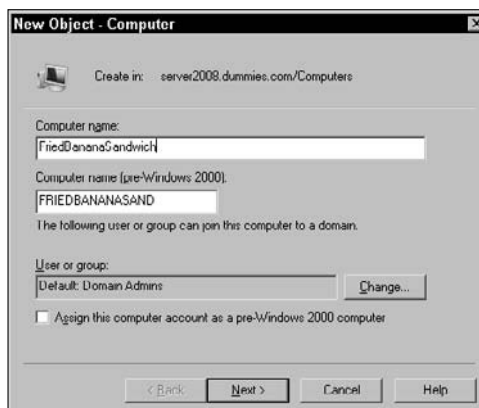 New Object - Computer
Create in: server2008.dummies.com/Computers
Computer name:
FriedBananaSandwich
Computer name (pre-Windows 2000):
FRIEDBANANASAND
The following user or group can join this computer to a domain.
User or group:
Default: Domain Admins
Change...
Assign this computer account as a pre-Windows 2000 computer
< Back Next > Cancel Help